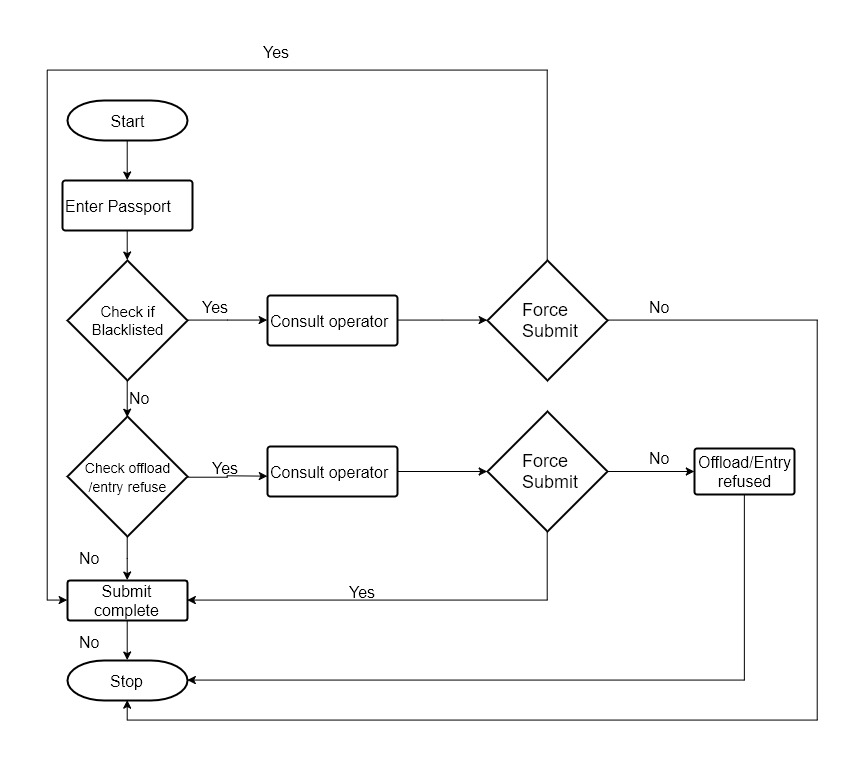 Yes
Start
Enter Passport
Check if
Blacklisted
Yes
Consult operator
Force
Submit
No
No
Check offload
/entry refuse
Yes
Consult operator
Force
Submit
No
Offload/Entry
refused
No
Submit
complete
Yes
No
Stop